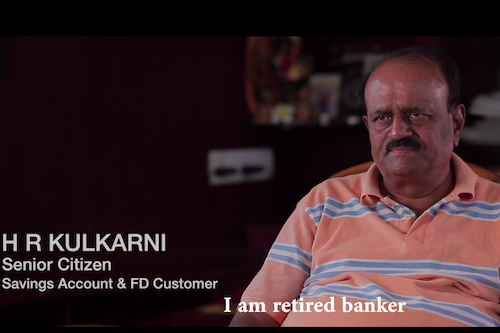 H R KULKARNI
Senior Citizen
Savings Account & FD Customer
I am retired banker